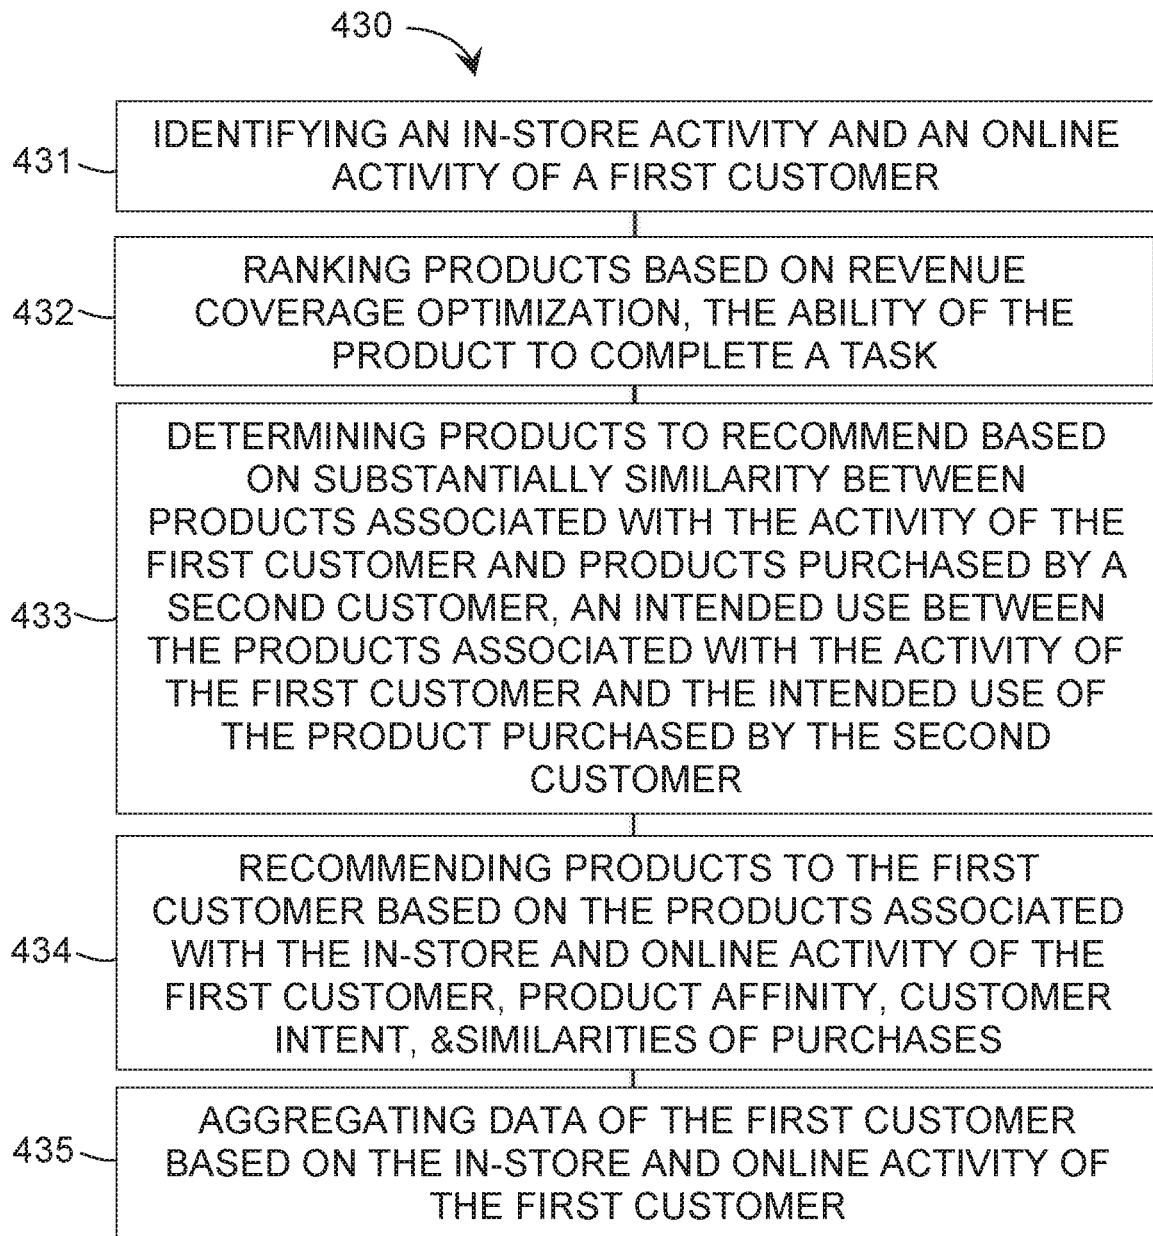 430
431
IDENTIFYING AN IN-STORE ACTIVITY AND AN ONLINE
ACTIVITY OF A FIRST CUSTOMER
432
RANKING PRODUCTS BASED ON REVENUE
COVERAGE OPTIMIZATION, THE ABILITY OF THE
PRODUCT TO COMPLETE A TASK
433
DETERMINING PRODUCTS TO RECOMMEND BASED
ON SUBSTANTIALLY SIMILARITY BETWEEN
PRODUCTS ASSOCIATED WITH THE ACTIVITY OF THE
FIRST CUSTOMER AND PRODUCTS PURCHASED BY A
SECOND CUSTOMER, AN INTENDED USE BETWEEN
THE PRODUCTS ASSOCIATED WITH THE ACTIVITY OF
THE FIRST CUSTOMER AND THE INTENDED USE OF
THE PRODUCT PURCHASED BY THE SECOND
CUSTOMER
434
RECOMMENDING PRODUCTS TO THE FIRST
CUSTOMER BASED ON THE PRODUCTS ASSOCIATED
WITH THE IN-STORE AND ONLINE ACTIVITY OF THE
FIRST CUSTOMER, PRODUCT AFFINITY, CUSTOMER
INTENT, &SIMILARITIES OF PURCHASES
435
AGGREGATING DATA OF THE FIRST CUSTOMER
BASED ON THE IN-STORE AND ONLINE ACTIVITY OF
THE FIRST CUSTOMER